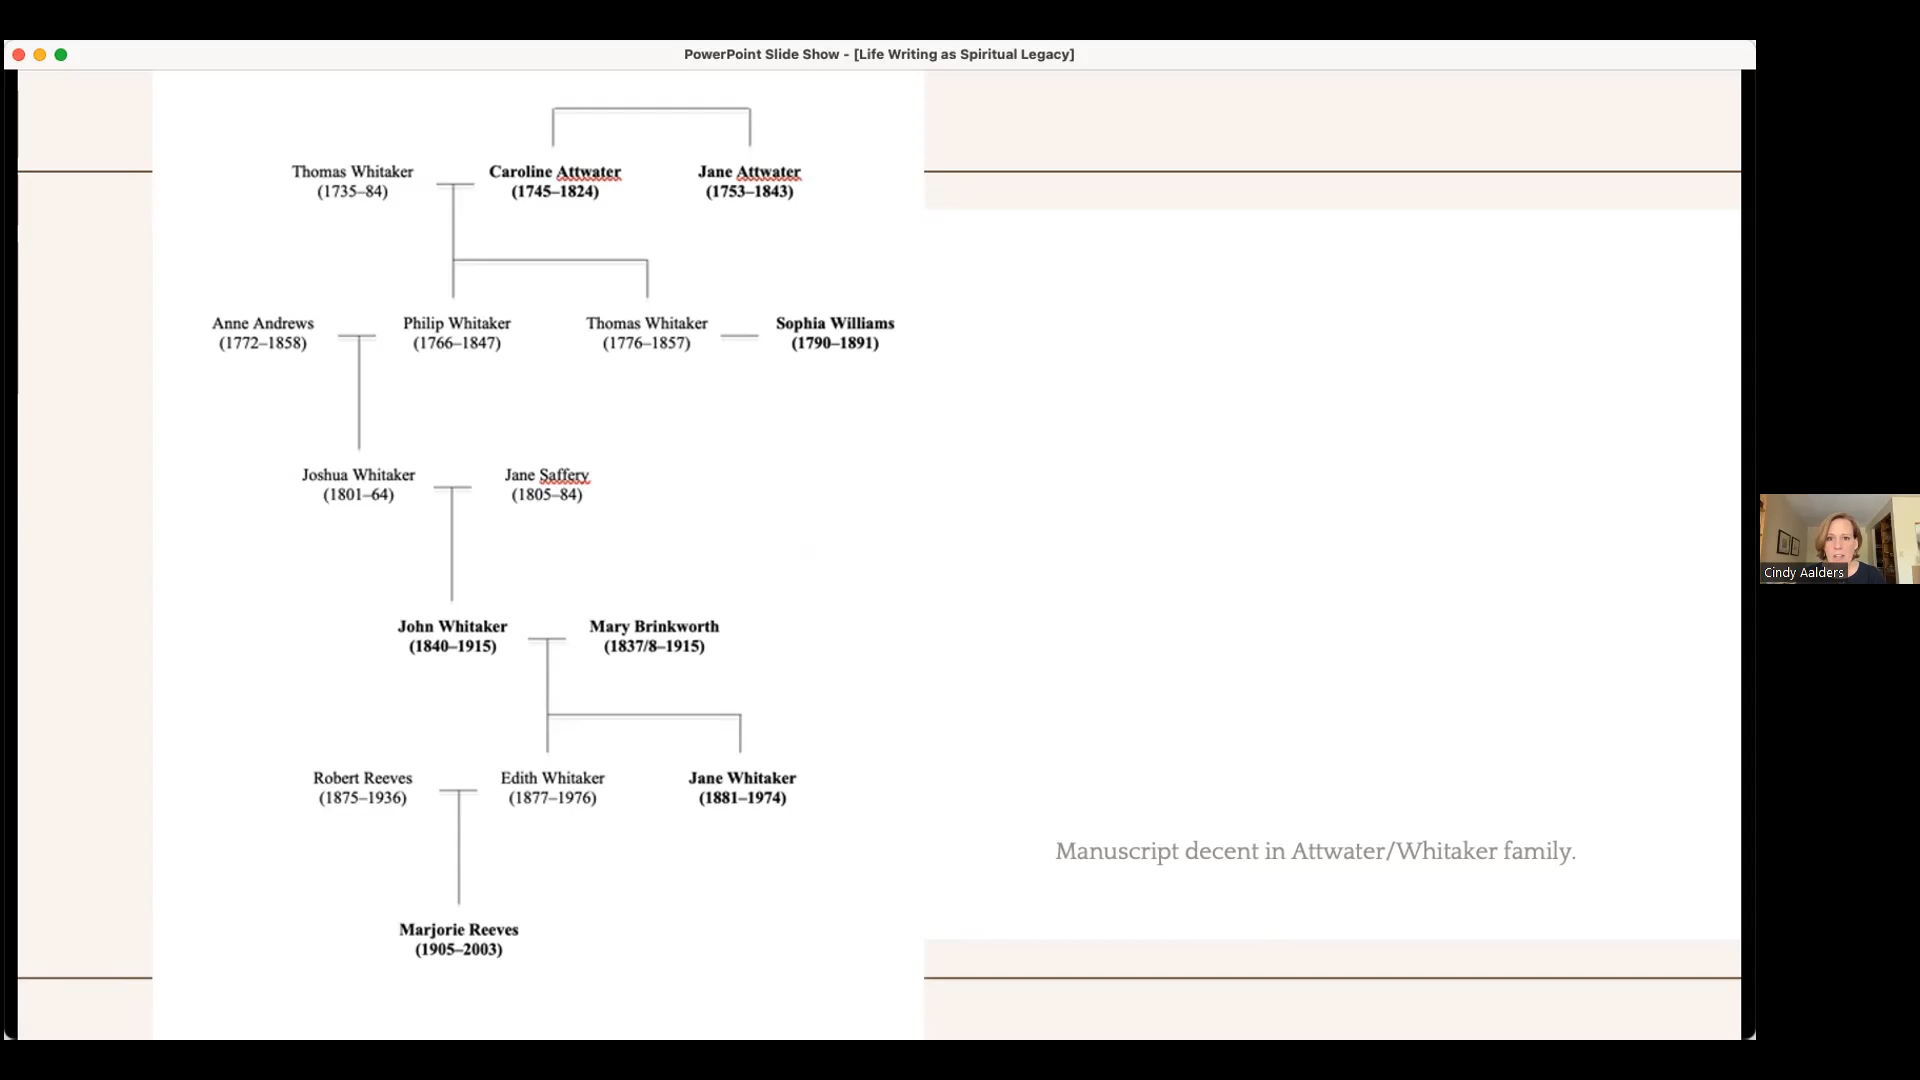 PowerPoint Slide Show - [Life Writing as Spiritual Legacy]
Thomas Whitaker
(1735–84)
Caroline Attwater
(1745–1824)
Jane Attwater
(1753–1843)
Anne Andrews
(1772–1858)
Philip Whitaker
(1766–1847)
Thomas Whitaker
(1776–1857)
Sophia Williams
(1790–1891)
Joshua Whitaker
(1801–64)
Jane Saffery
(1805–84)
John Whitaker
(1840–1915)
Mary Brinkworth
(1837/8–1915)
Robert Reeves
(1875–1936)
Edith Whitaker
(1877–1976)
Jane Whitaker
(1881–1974)
Marjorie Reeves
(1905–2003)
Manuscript decent in Attwater/Whitaker family.
Cindy Aalders